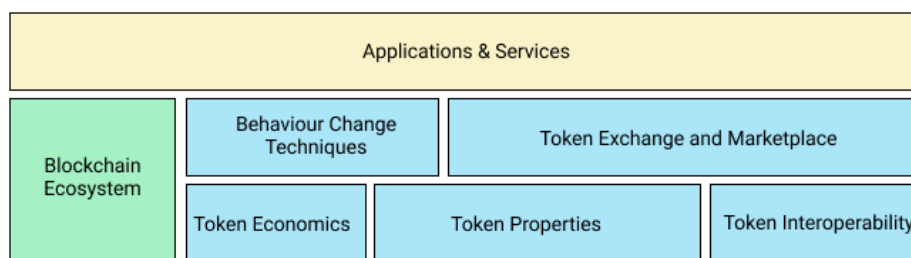 Applications & Services
Blockchain
Ecosystem
Behaviour Change
Techniques
Token Exchange and Marketplace
Token Economics
Token Properties
Token Interoperability